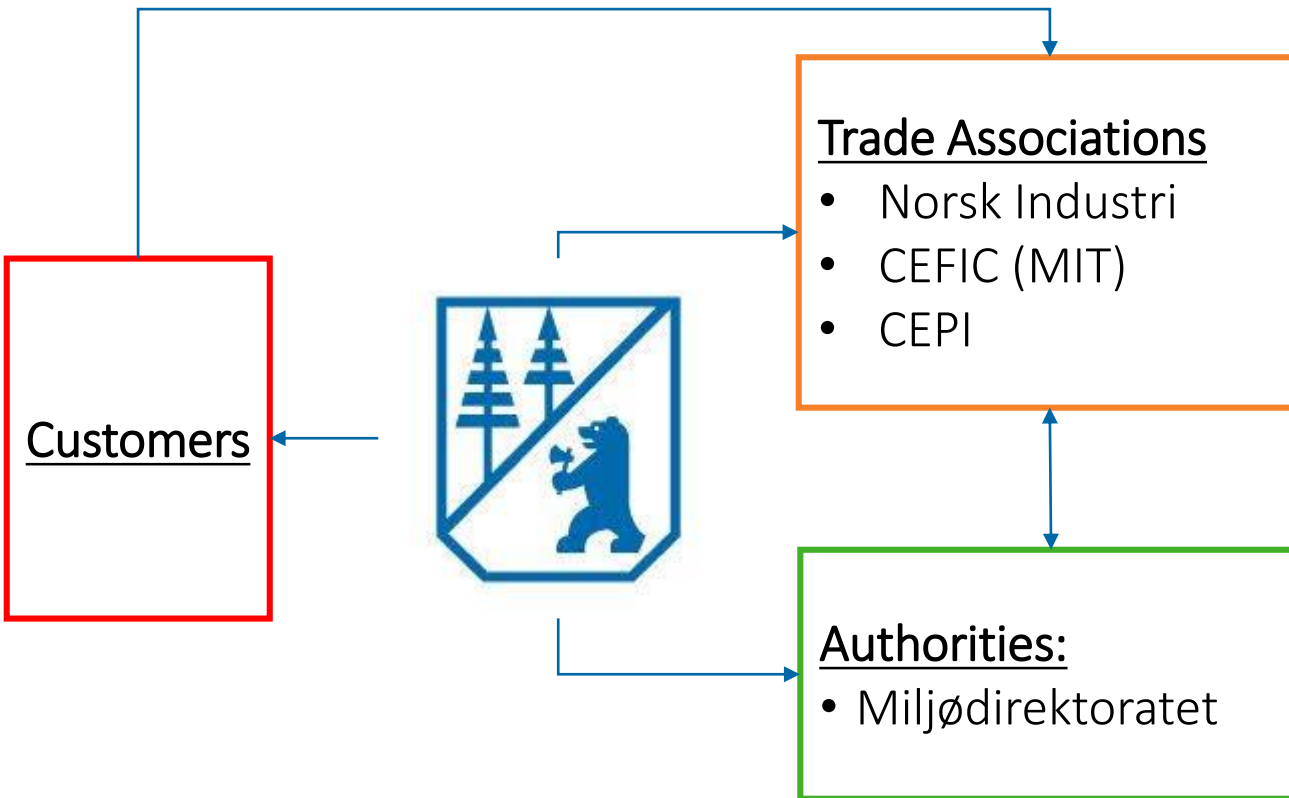 Trade Associations
• Norsk Industri
• CEFIC (MIT)
• CEPI
Customers
Authorities:
• Miljødirektoratet